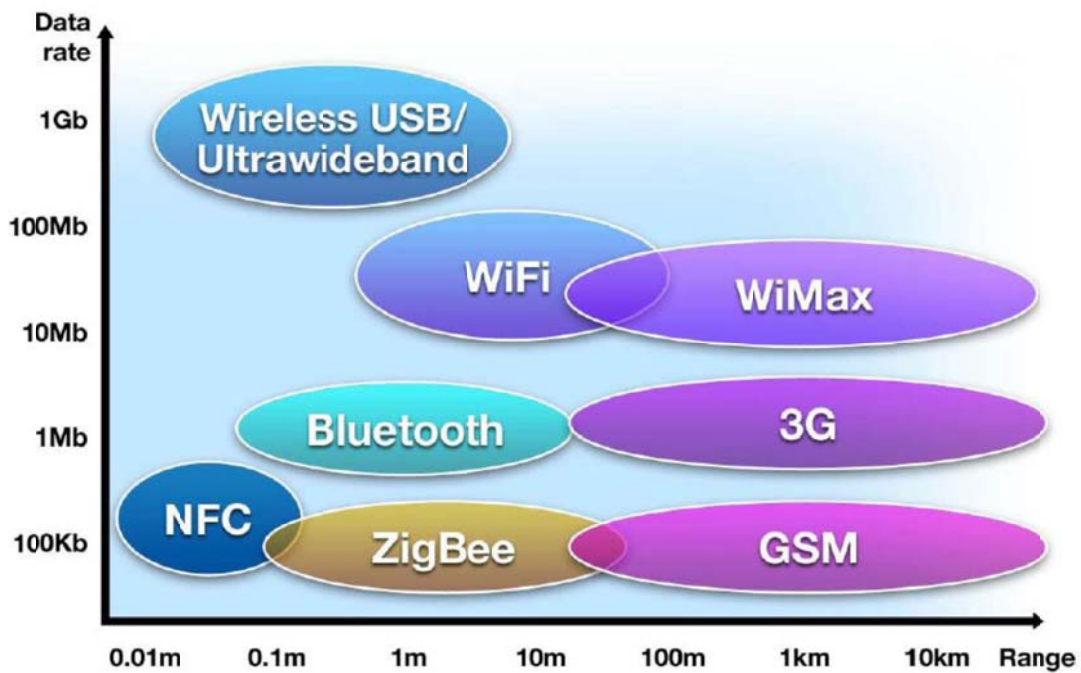 Data
rate
1Gb
Wireless USB/
Ultrawideband
100Mb
WiFi
WiMax
10Mb
1Mb
Bluetooth
3G
NFC
100Kb
ZigBee
GSM
0.01m 0.1m 1m 10m 100m 1km 10km Range